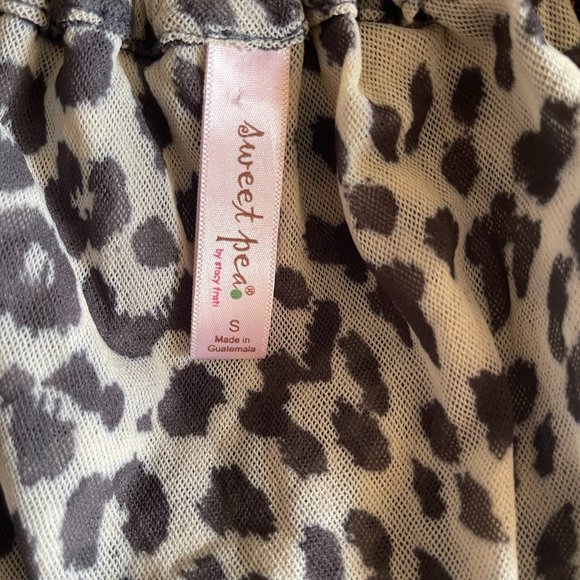 sweet pea®
by stacy frati
S
Made in
Guatemala